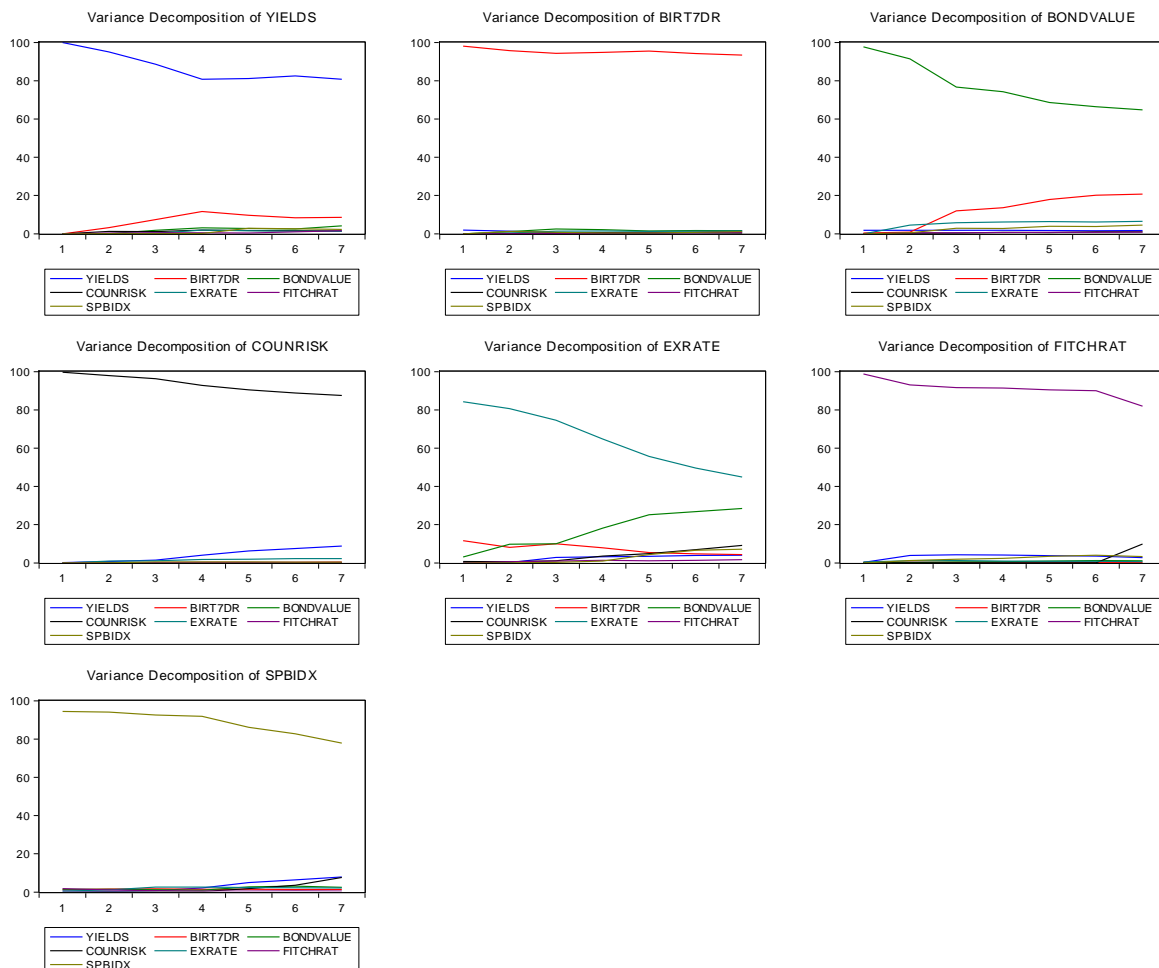 Variance Decomposition of YIELDS
100
80
60
40
20
0
1 2 3 4 5 6 7
YIELDS BIRT7DR BONDVALUE
COUNRISK EXRATE FITCHRAT
SPBIDX
Variance Decomposition of BIRT7DR
100
80
60
40
20
0
1 2 3 4 5 6 7
YIELDS BIRT7DR BONDVALUE
COUNRISK EXRATE FITCHRAT
SPBIDX
Variance Decomposition of BONDVALUE
100
80
60
40
20
0
1 2 3 4 5 6 7
YIELDS BIRT7DR BONDVALUE
COUNRISK EXRATE FITCHRAT
SPBIDX
Variance Decomposition of COUNRISK
100
80
60
40
20
0
1 2 3 4 5 6 7
YIELDS BIRT7DR BONDVALUE
COUNRISK EXRATE FITCHRAT
SPBIDX
Variance Decomposition of EXRATE
100
80
60
40
20
0
1 2 3 4 5 6 7
YIELDS BIRT7DR BONDVALUE
COUNRISK EXRATE FITCHRAT
SPBIDX
Variance Decomposition of FITCHRAT
100
80
60
40
20
0
1 2 3 4 5 6 7
YIELDS BIRT7DR BONDVALUE
COUNRISK EXRATE FITCHRAT
SPBIDX
Variance Decomposition of SPBIDX
100
80
60
40
20
0
1 2 3 4 5 6 7
YIELDS BIRT7DR BONDVALUE
COUNRISK EXRATE FITCHRAT
SPBIDX